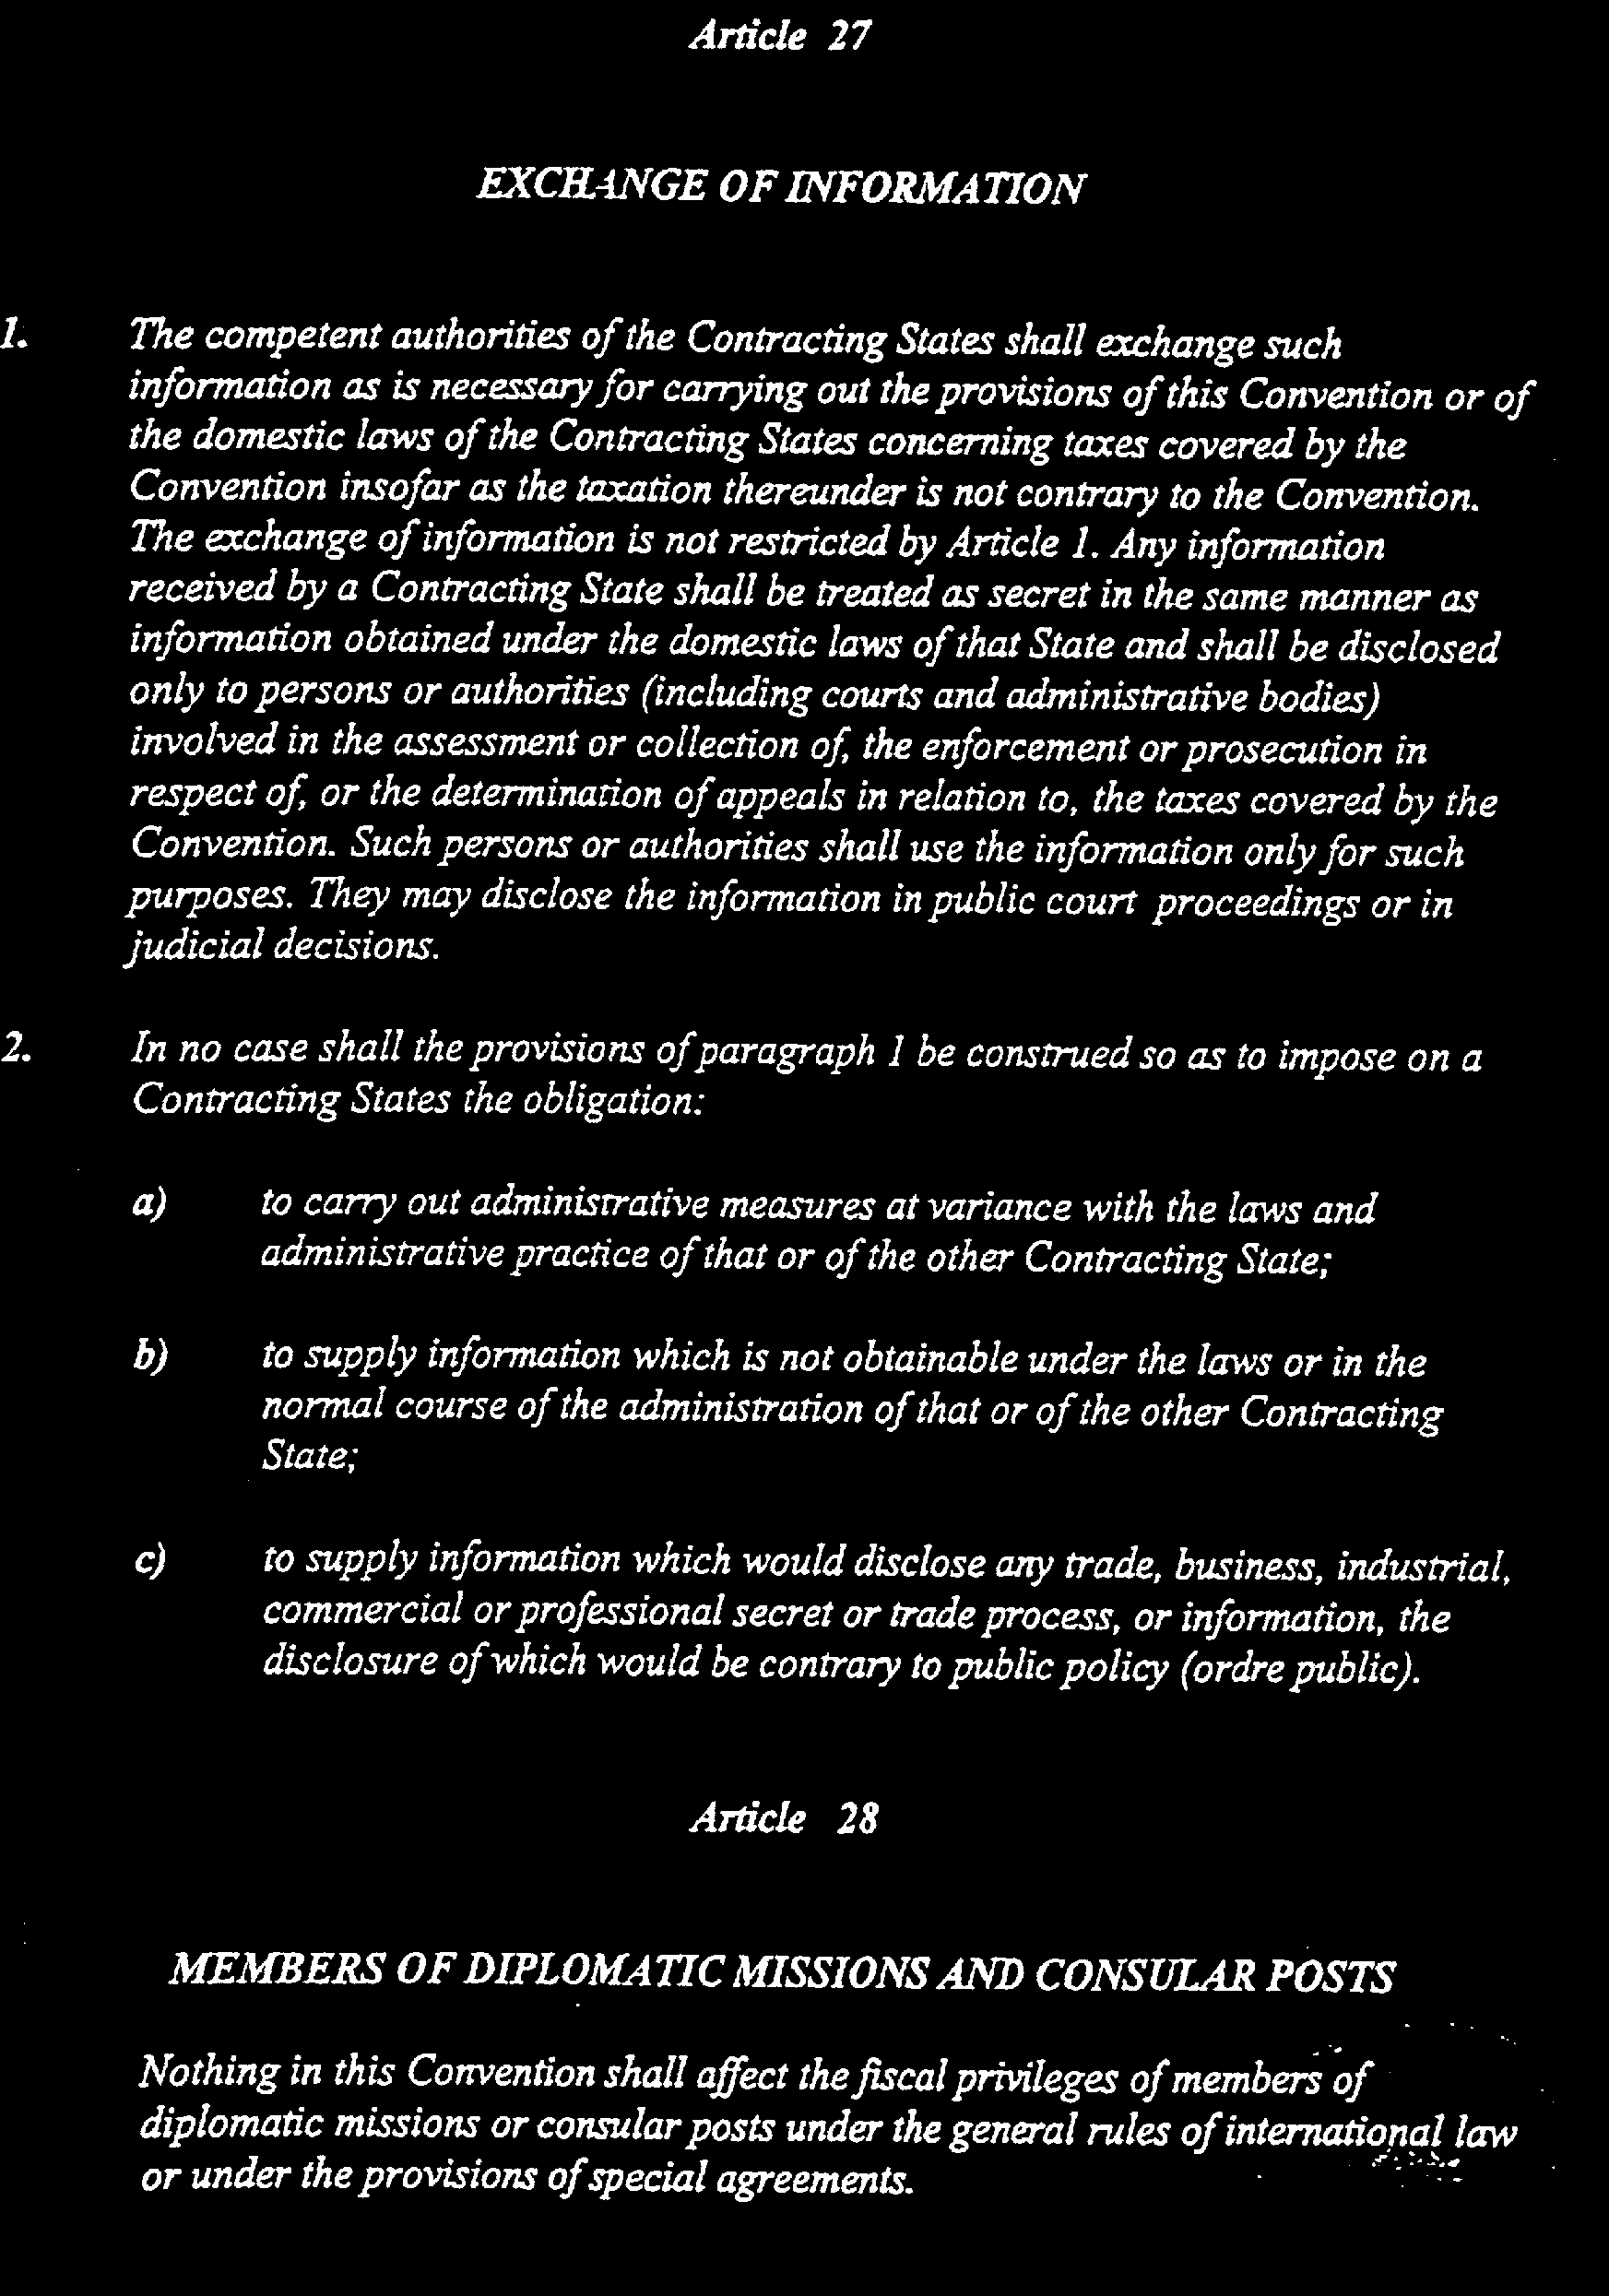 Article 27
EXCHANGE OF INFORMATION
1. The competent authorities of the Contracting States shall exchange such
information as is necessary for carrying out the provisions of this Convention or of
the domestic laws of the Contracting States concerning taxes covered by the
Convention insofar as the taxation thereunder is not contrary to the Convention.
The exchange of information is not restricted by Article 1. Any information
received by a Contracting State shall be treated as secret in the same manner as
information obtained under the domestic laws of that State and shall be disclosed
only to persons or authorities (including courts and administrative bodies)
involved in the assessment or collection of, the enforcement or prosecution in
respect of, or the determination of appeals in relation to, the taxes covered by the
Convention. Such persons or authorities shall use the information only for such
purposes. They may disclose the information in public court proceedings or in
judicial decisions.
2. In no case shall the provisions of paragraph 1 be construed so as to impose on a
Contracting States the obligation:
a) to carry out administrative measures at variance with the laws and
administrative practice of that or of the other Contracting State;
b) to supply information which is not obtainable under the laws or in the
normal course of the administration of that or of the other Contracting
State;
c) to supply information which would disclose any trade, business, industrial,
commercial or professional secret or trade process, or information, the
disclosure of which would be contrary to public policy (ordre public).
Article 28
MEMBERS OF DIPLOMATIC MISSIONS AND CONSULAR POSTS
Nothing in this Convention shall affect the fiscal privileges of members of
diplomatic missions or consular posts under the general rules of international law
or under the provisions of special agreements.